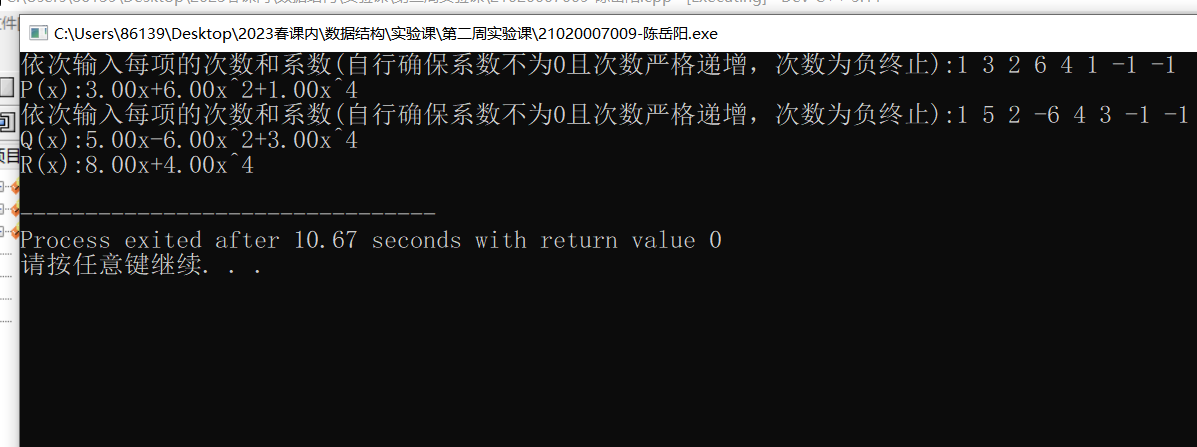 C:\Users\86139\Desktop\2023春课内\数据结构\实验课\第二周实验课\21020007009-陈岳阳.exe
依次输入每项的次数和系数(自行确保系数不为0且次数严格递增，次数为负终止):1 3 2 6 4 1 -1 -1
P(x):3.00x+6.00x^2+1.00x^4
依次输入每项的次数和系数(自行确保系数不为0且次数严格递增，次数为负终止):1 5 2 -6 4 3 -1 -1
Q(x):5.00x-6.00x^2+3.00x^4
R(x):8.00x+4.00x^4
--------------------------------
Process exited after 10.67 seconds with return value 0
请按任意键继续. . .
项目